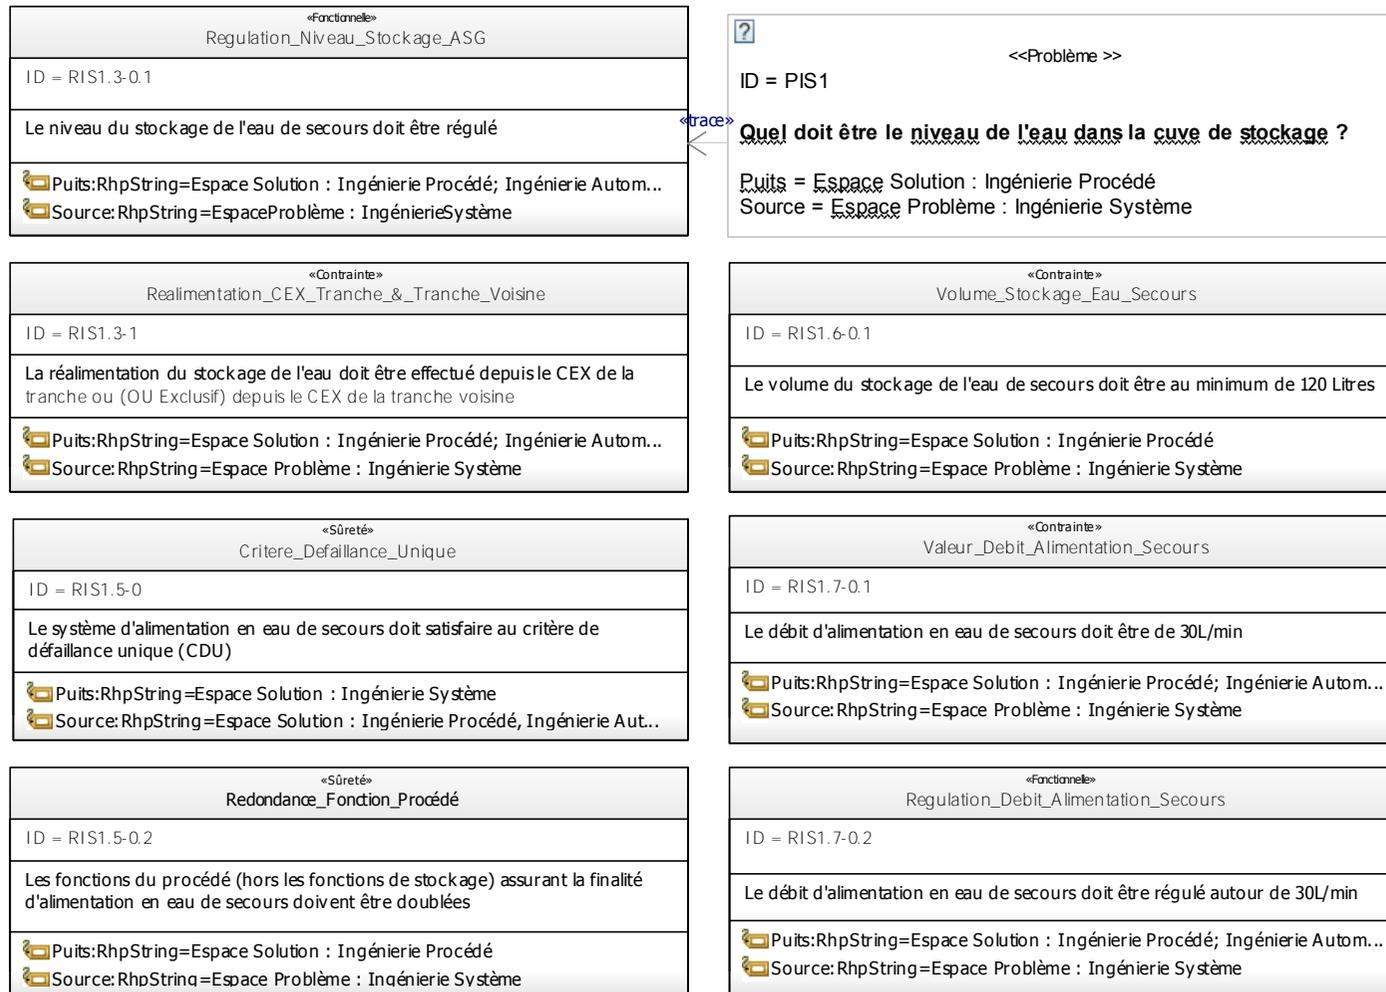 «Fonctionnelle»
Regulation_Niveau_Stockage_ASG
ID = RIS1.3-0.1
Le niveau du stockage de l'eau de secours doit être régulé
Puits:RhpString=Espace Solution : Ingénierie Procédé; Ingénierie Autom...
Source:RhpString=EspaceProblème : IngénierieSystème
«trace»
?
<<Problème >>
ID = PIS1
Quel doit être le niveau de l'eau dans la cuve de stockage ?
Puits = Espace Solution : Ingénierie Procédé
Source = Espace Problème : Ingénierie Système
«Contrainte»
Realimentation_CEX_Tranche_&_Tranche_Voisine
ID = RIS1.3-1
La réalimentation du stockage de l'eau doit être effectué depuis le CEX de la
tranche ou (OU Exclusif) depuis le CEX de la tranche voisine
Puits:RhpString=Espace Solution : Ingénierie Procédé; Ingénierie Autom...
Source:RhpString=Espace Problème : Ingénierie Système
«Contrainte»
Volume_Stockage_Eau_Secours
ID = RIS1.6-0.1
Le volume du stockage de l'eau de secours doit être au minimum de 120 Litres
Puits:RhpString=Espace Solution : Ingénierie Procédé
Source:RhpString=Espace Problème : Ingénierie Système
«Sûreté»
Critere_Defaillance_Unique
ID = RIS1.5-0
Le système d'alimentation en eau de secours doit satisfaire au critère de
défaillance unique (CDU)
Puits:RhpString=Espace Solution : Ingénierie Système
Source:RhpString=Espace Solution : Ingénierie Procédé, Ingénierie Aut...
«Contrainte»
Valeur_Debit_Alimentation_Secours
ID = RIS1.7-0.1
Le débit d'alimentation en eau de secours doit être de 30L/min
Puits:RhpString=Espace Solution : Ingénierie Procédé; Ingénierie Autom...
Source:RhpString=Espace Problème : Ingénierie Système
«Sûreté»
Redondance_Fonction_Procédé
ID = RIS1.5-0.2
Les fonctions du procédé (hors les fonctions de stockage) assurant la finalité
d'alimentation en eau de secours doivent être doublées
Puits:RhpString=Espace Solution : Ingénierie Procédé
Source:RhpString=Espace Problème : Ingénierie Système
«Fonctionnelle»
Regulation_Debit_Alimentation_Secours
ID = RIS1.7-0.2
Le débit d'alimentation en eau de secours doit être régulé autour de 30L/min
Puits:RhpString=Espace Solution : Ingénierie Procédé; Ingénierie Autom...
Source:RhpString=Espace Problème : Ingénierie Système